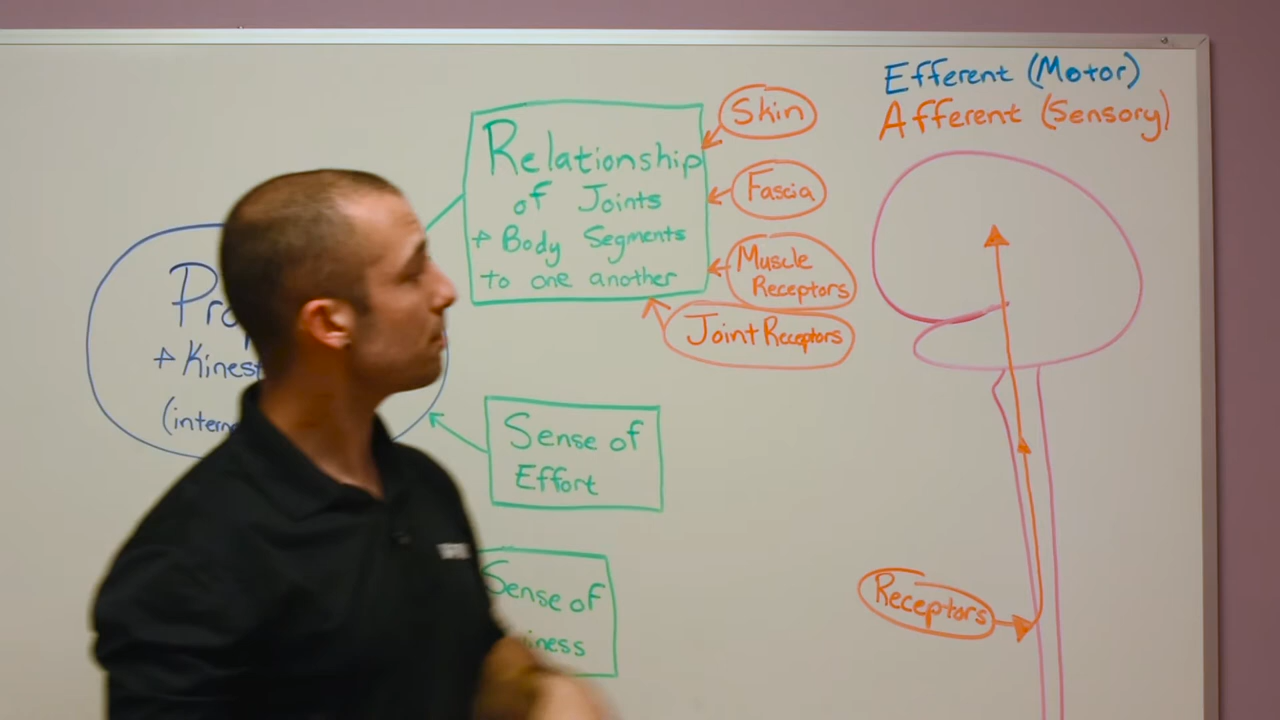 Efferent (Motor)
Afferent (Sensory)
Relationship
of Joints
+ Body Segments
to one another
Skin
Fascia
Muscle
Receptors
Joint Receptors
(intern
Sense of
Effort
Sense of
Receptors